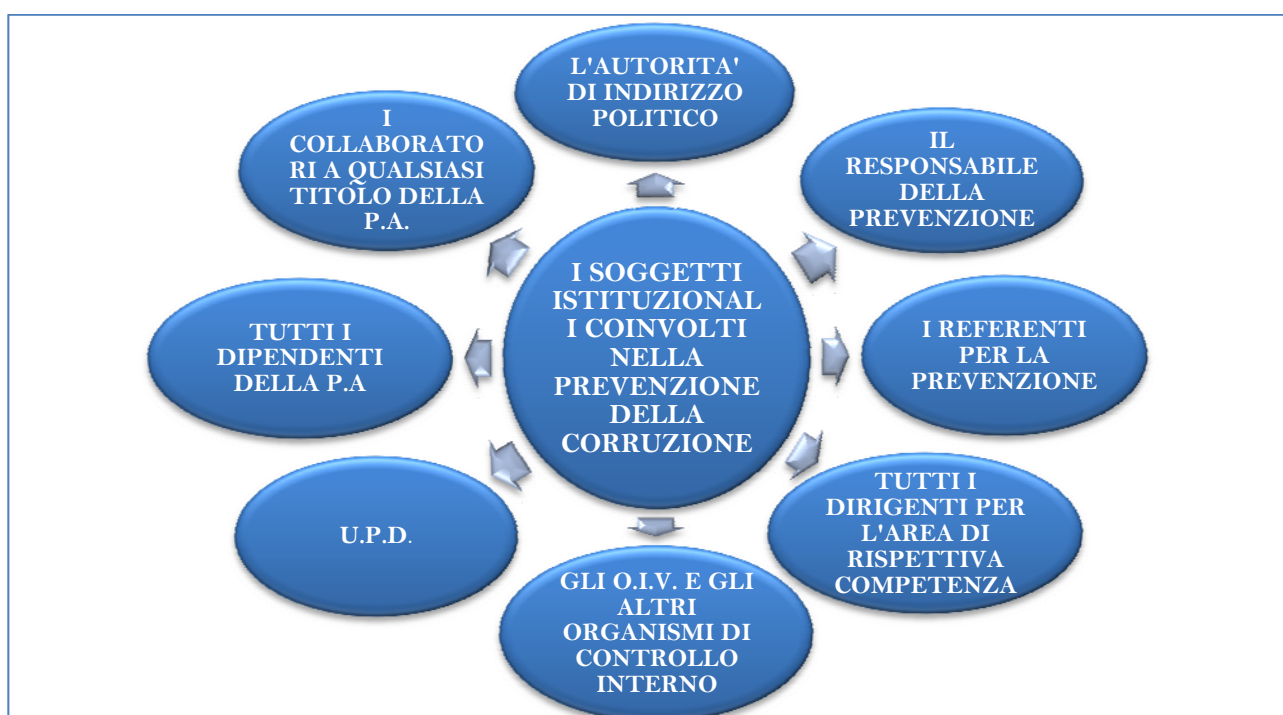 L'AUTORITA'
DI INDIRIZZO
POLITICO
IL
RESPONSABILE
DELLA
PREVENZIONE
I REFERENTI
PER LA
PREVENZIONE
TUTTI I
DIRIGENTI PER
L'AREA DI
RISPETTIVA
COMPETENZA
GLI O.I.V. E GLI
ALTRI
ORGANISMI DI
CONTROLLO
INTERNO
U.P.D.
TUTTI I
DIPENDENTI
DELLA P.A
I
COLLABORATO
RI A QUALSIASI
TITOLO DELLA
P.A.
I SOGGETTI
ISTITUZIONAL
I COINVOLTI
NELLA
PREVENZIONE
DELLA
CORRUZIONE